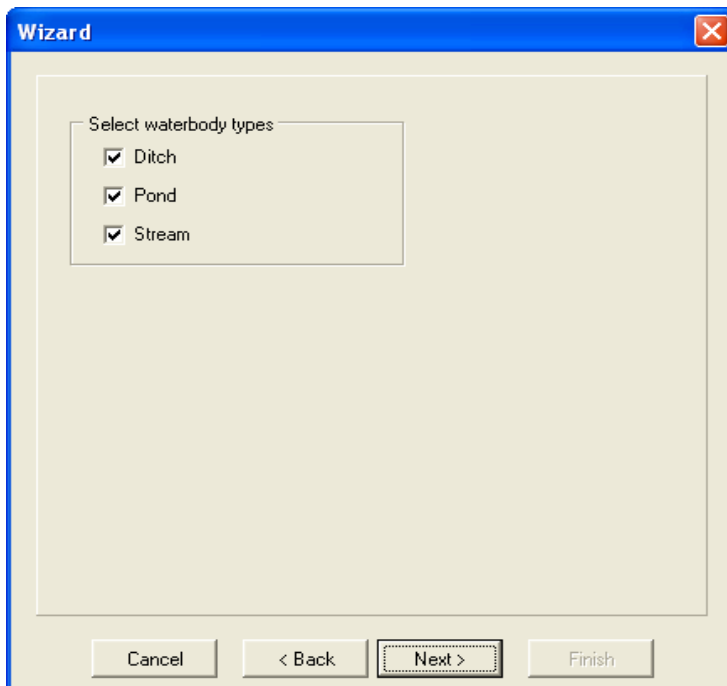 Wizard
Select waterbody types
Ditch
Pond
Stream
Cancel
< Back
Next >
Finish